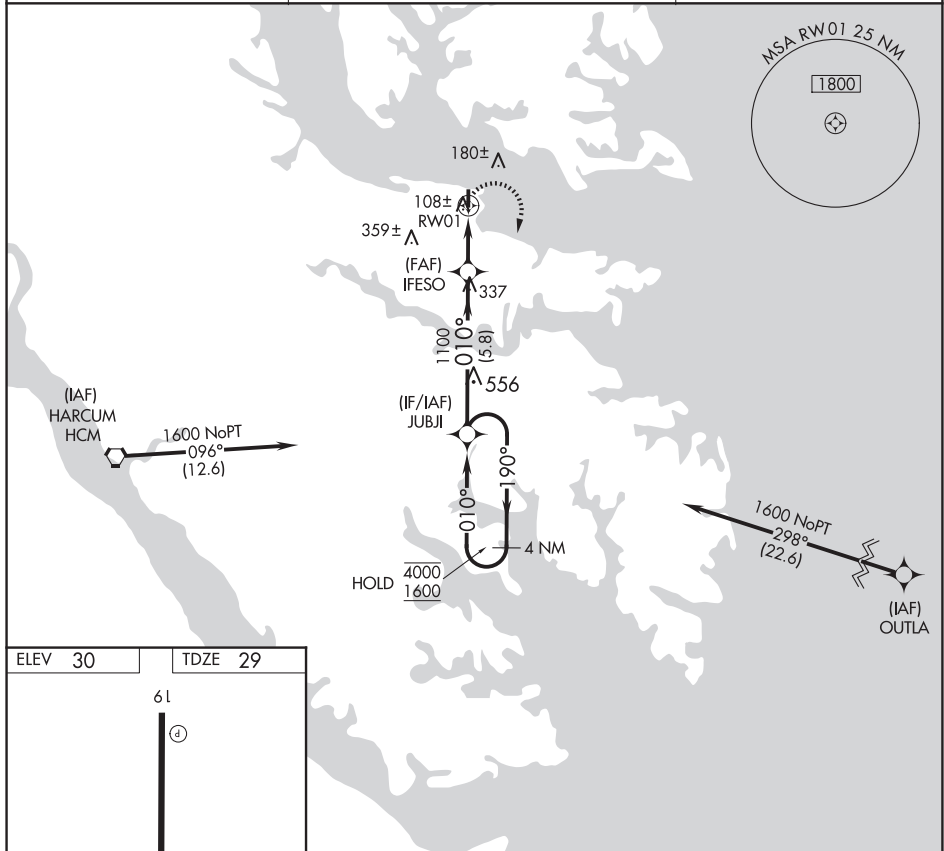 MSA RW01 25 NM
1800
180±
108±
RW01
359±
(FAF)
IFESO
337
1100
010°
(5.8)
556
(IF/IAF)
JUBJI
(IAF)
HARCUM
HCM
1600 NoPT
096°
(12.6)
010°
190°
4 NM
HOLD
4000
1600
1600 NoPT
298°
(22.6)
(IAF)
OUTLA
ELEV 30
TDZE 29
19
P